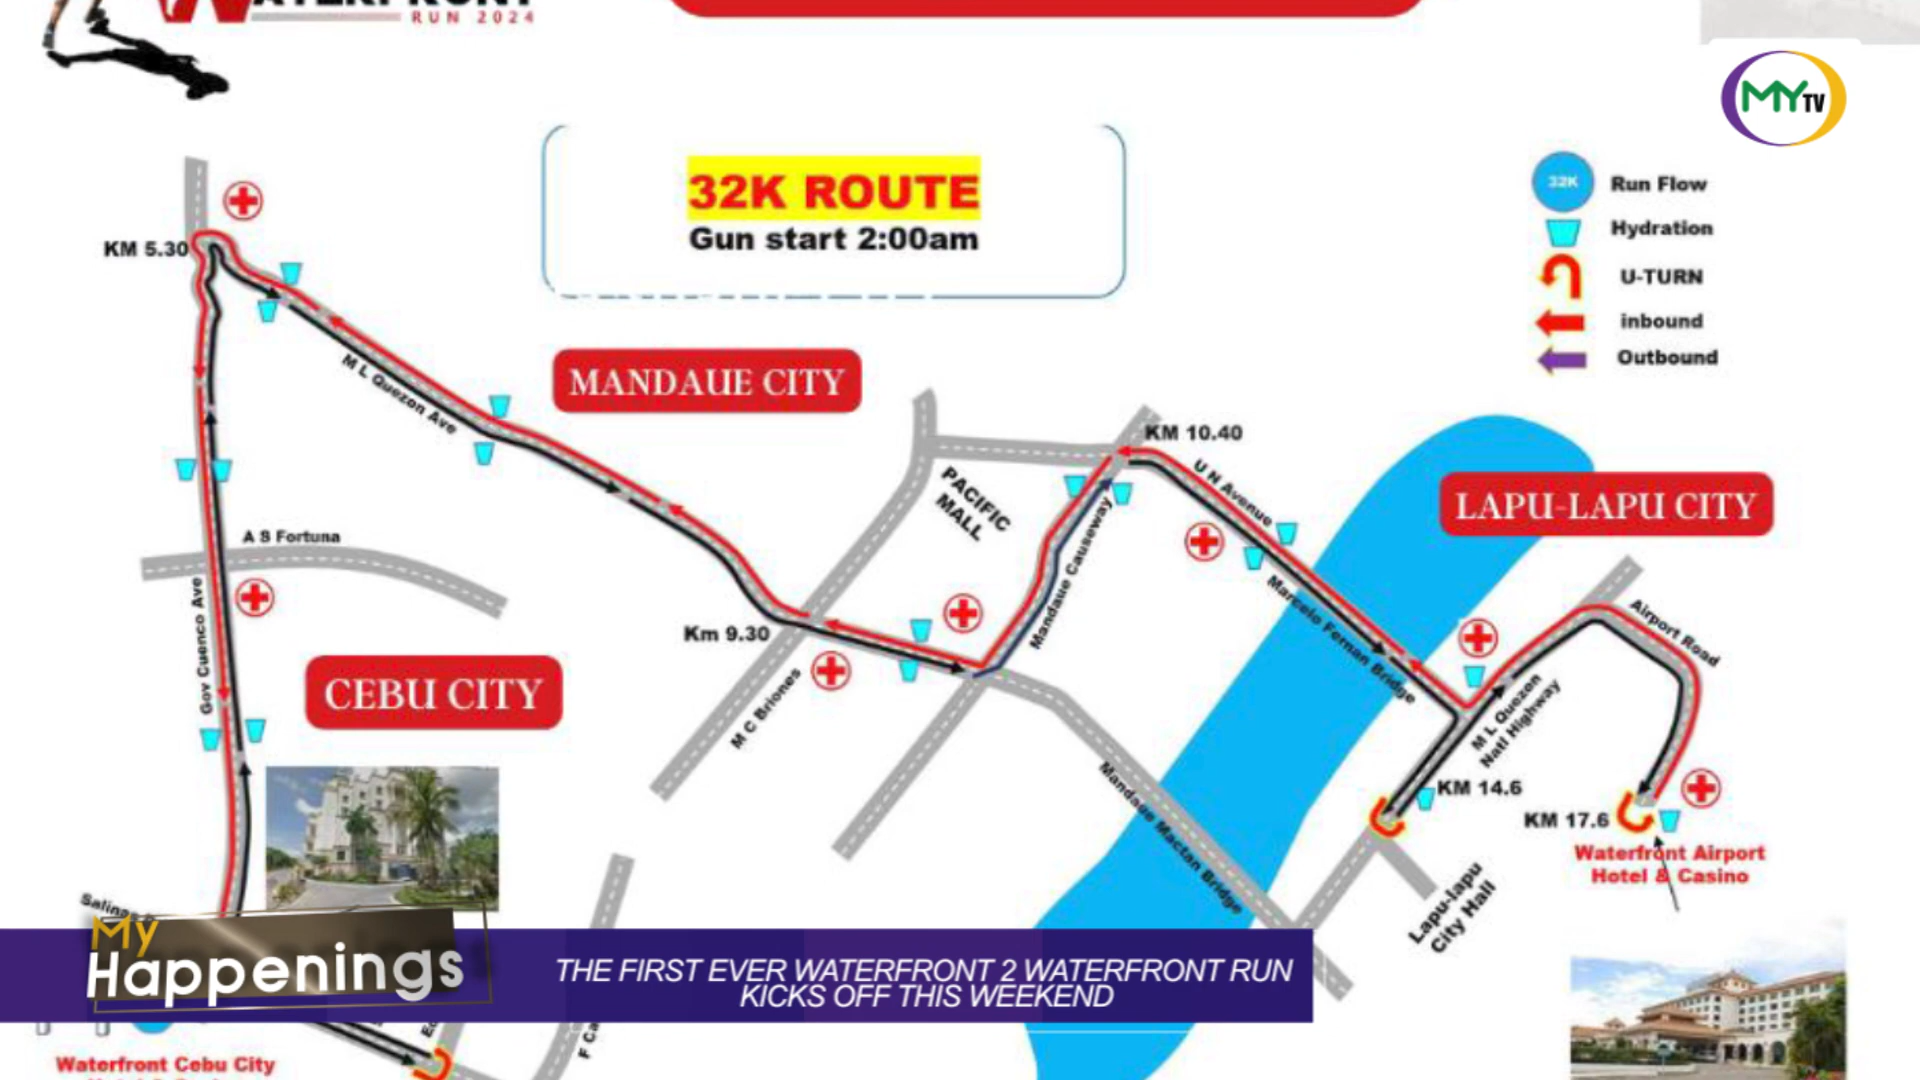 RUN 2024
MYTV
32K ROUTE
Gun start 2:00am
32K
Run Flow
Hydration
U-TURN
inbound
Outbound
KM 5.30
M L Quezon Ave
MANDAUE CITY
KM 10.40
U N Avenue
PACIFIC
MALL
LAPU-LAPU CITY
A S Fortuna
Gov Cuenco Ave
Mandaue Causeway
Marcelo Fernan Bridge
Airport Road
Km 9.30
CEBU CITY
M C Briones
M L Quezon
Natl Highway
Mandaue Mactan Bridge
KM 14.6
KM 17.6
Waterfront Airport
Hotel & Casino
Lapu-lapu
City Hall
My
Happenings
THE FIRST EVER WATERFRONT 2 WATERFRONT RUN
KICKS OFF THIS WEEKEND
Waterfront Cebu City